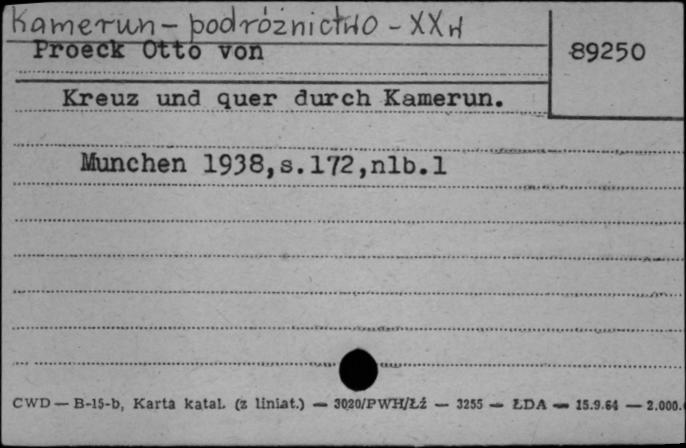 Kamerun - podróżnictwo - XX w
Proeck Otto von
89250
Kreuz und quer durch Kamerun.
Munchen 1938,s.172,nlb.1
CWD — B-15-b, Karta katal. (z liniat.) — 3020/PWH/Łź — 3255 — ŁDA — 15.9.64 — 2.000.